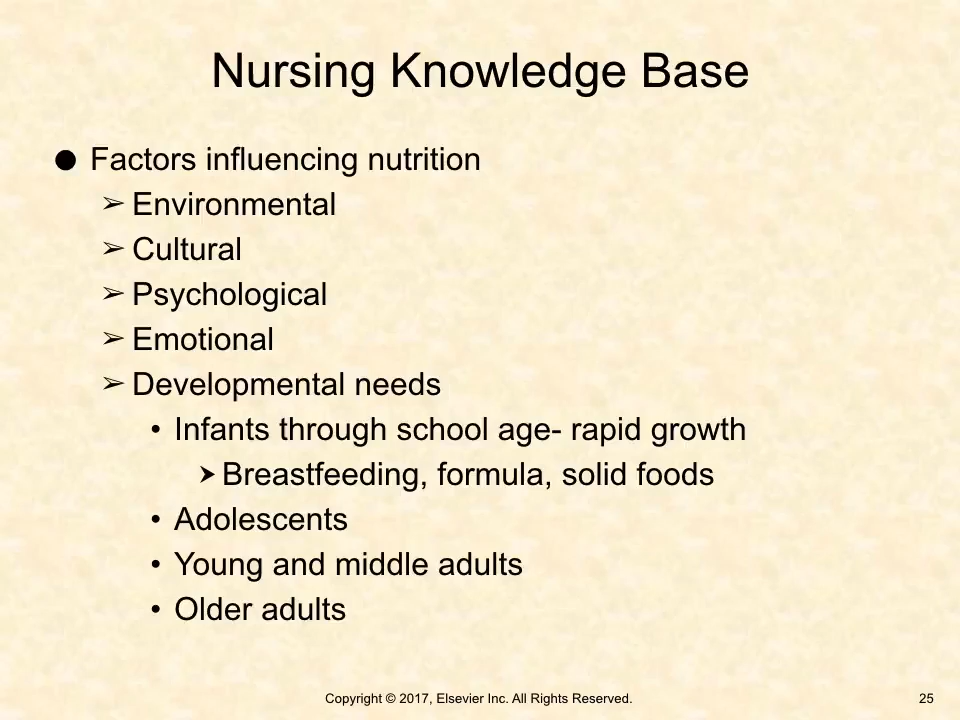 Nursing Knowledge Base
● Factors influencing nutrition
➢ Environmental
➢ Cultural
➢ Psychological
➢ Emotional
➢ Developmental needs
• Infants through school age- rapid growth
➤ Breastfeeding, formula, solid foods
• Adolescents
• Young and middle adults
• Older adults
Copyright © 2017, Elsevier Inc. All Rights Reserved.
25